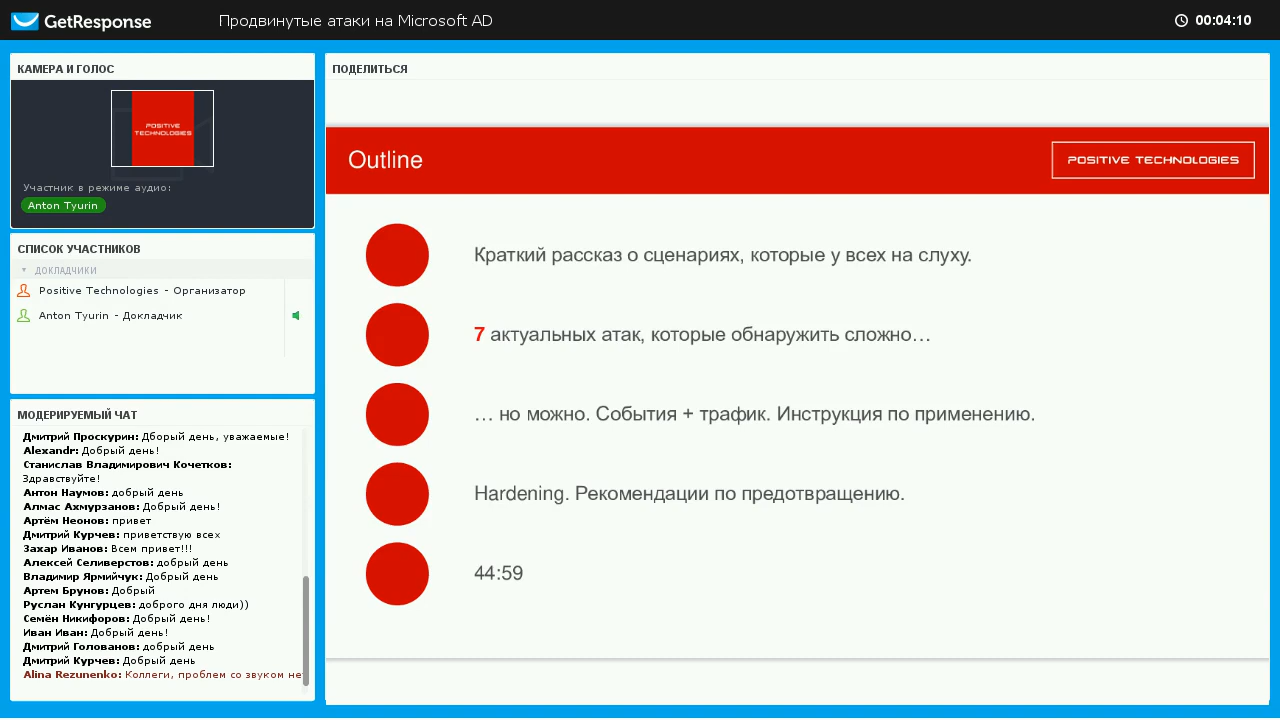 GetResponse
Продвинутые атаки на Microsoft AD
00:04:10
КАМЕРА И ГОЛОС
POSITIVE
TECHNOLOGIES
Участник в режиме аудио:
Anton Tyurin
СПИСОК УЧАСТНИКОВ
ДОКЛАДЧИКИ
Positive Technologies - Организатор
Anton Tyurin - Докладчик
МОДЕРИРУЕМЫЙ ЧАТ
Дмитрий Проскурин: Дборый день, уважаемые!
Alexandr: Добрый день!
Станислав Владимирович Кочетков:
Здравствуйте!
Антон Наумов: добрый день
Алмас Ахмурзанов: Добрый день!
Артём Неонов: привет
Дмитрий Курчев: приветствую всех
Захар Иванов: Всем привет!!!
Алексей Селиверстов: добрый день
Владимир Ярмийчук: Добрый день
Артем Брунов: Добрый
Руслан Кунгурцев: доброго дня люди))
Семён Никифоров: Добрый день!
Иван Иван: Добрый день!
Дмитрий Голованов: добрый день
Дмитрий Курчев: Добрый день
Alina Rezunenko: Коллеги, проблем со звуком не
ПОДЕЛИТЬСЯ
Outline
POSITIVE TECHNOLOGIES
Краткий рассказ о сценариях, которые у всех на слуху.
7 актуальных атак, которые обнаружить сложно…
… но можно. События + трафик. Инструкция по применению.
Hardening. Рекомендации по предотвращению.
44:59